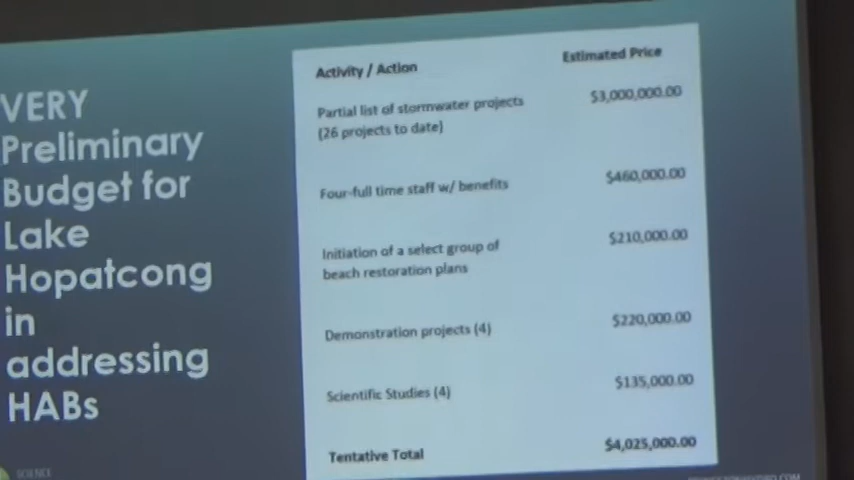 VERY
Preliminary
Budget for
Lake
Hopatcong
in
addressing
HABs
Activity / Action Estimated Price
Partial list of stormwater projects $3,000,000.00
(26 projects to date)
Four-full time staff w/ benefits $460,000.00
Initiation of a select group of $210,000.00
beach restoration plans
Demonstration projects (4) $220,000.00
Scientific Studies (4) $135,000.00
Tentative Total $4,025,000.00
SCIENCE